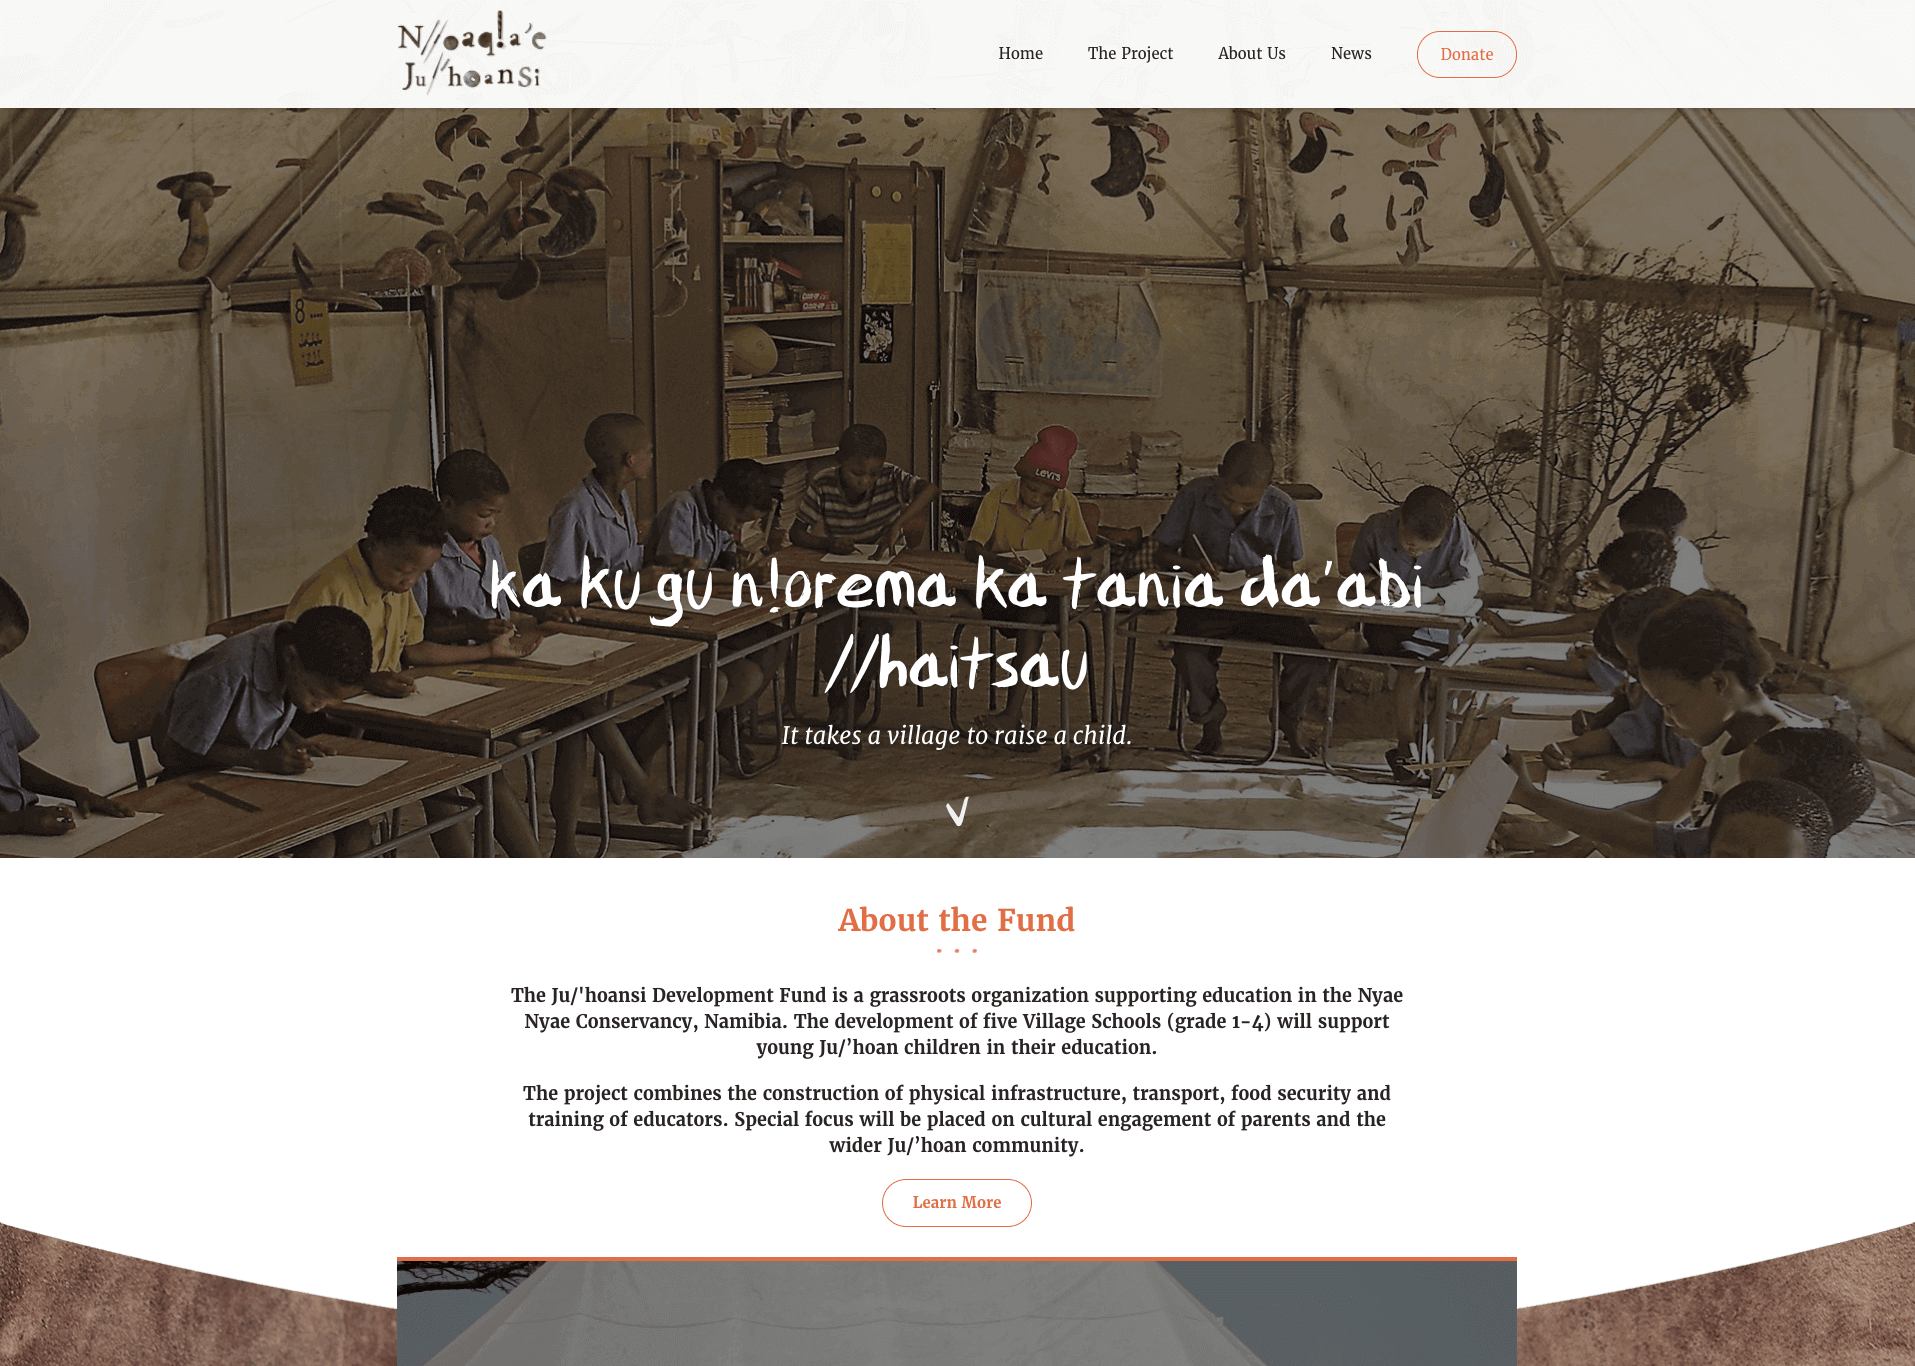 N//oaq!a'e
Ju/'hoanSi
Home
The Project
About Us
News
Donate
8
Levi's
ka ku gu n!orema ka tania da'abi
//haitsau
It takes a village to raise a child.
About the Fund
The Ju/'hoansi Development Fund is a grassroots organization supporting education in the Nyae
Nyae Conservancy, Namibia. The development of five Village Schools (grade 1-4) will support
young Ju/’hoan children in their education.
The project combines the construction of physical infrastructure, transport, food security and
training of educators. Special focus will be placed on cultural engagement of parents and the
wider Ju/’hoan community.
Learn More